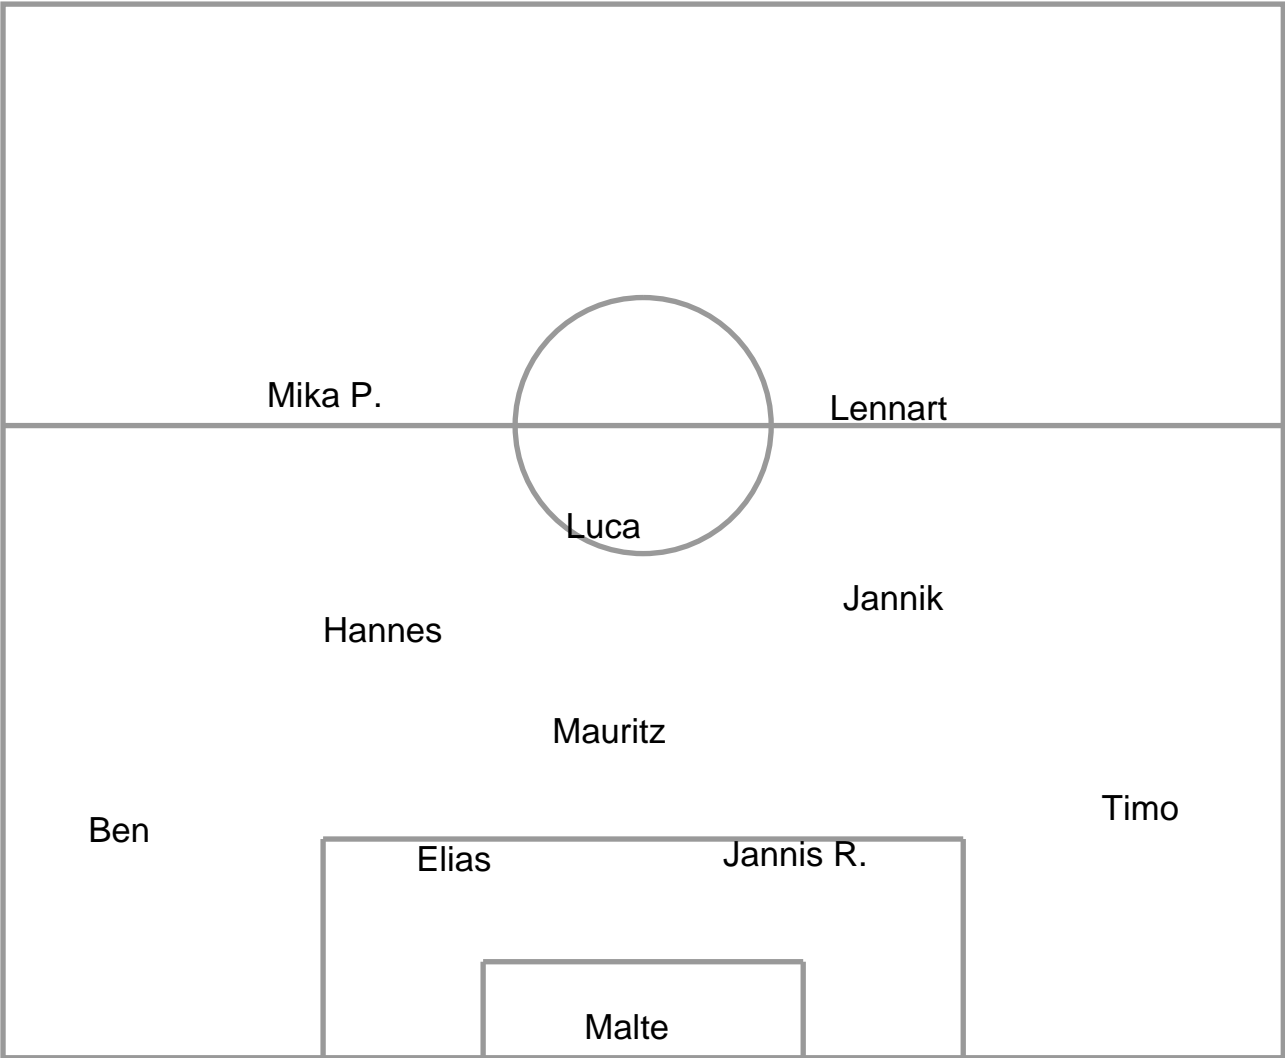 Mika P.
Lennart
Luca
Jannik
Hannes
Mauritz
Timo
Ben
Jannis R.
Elias
Malte